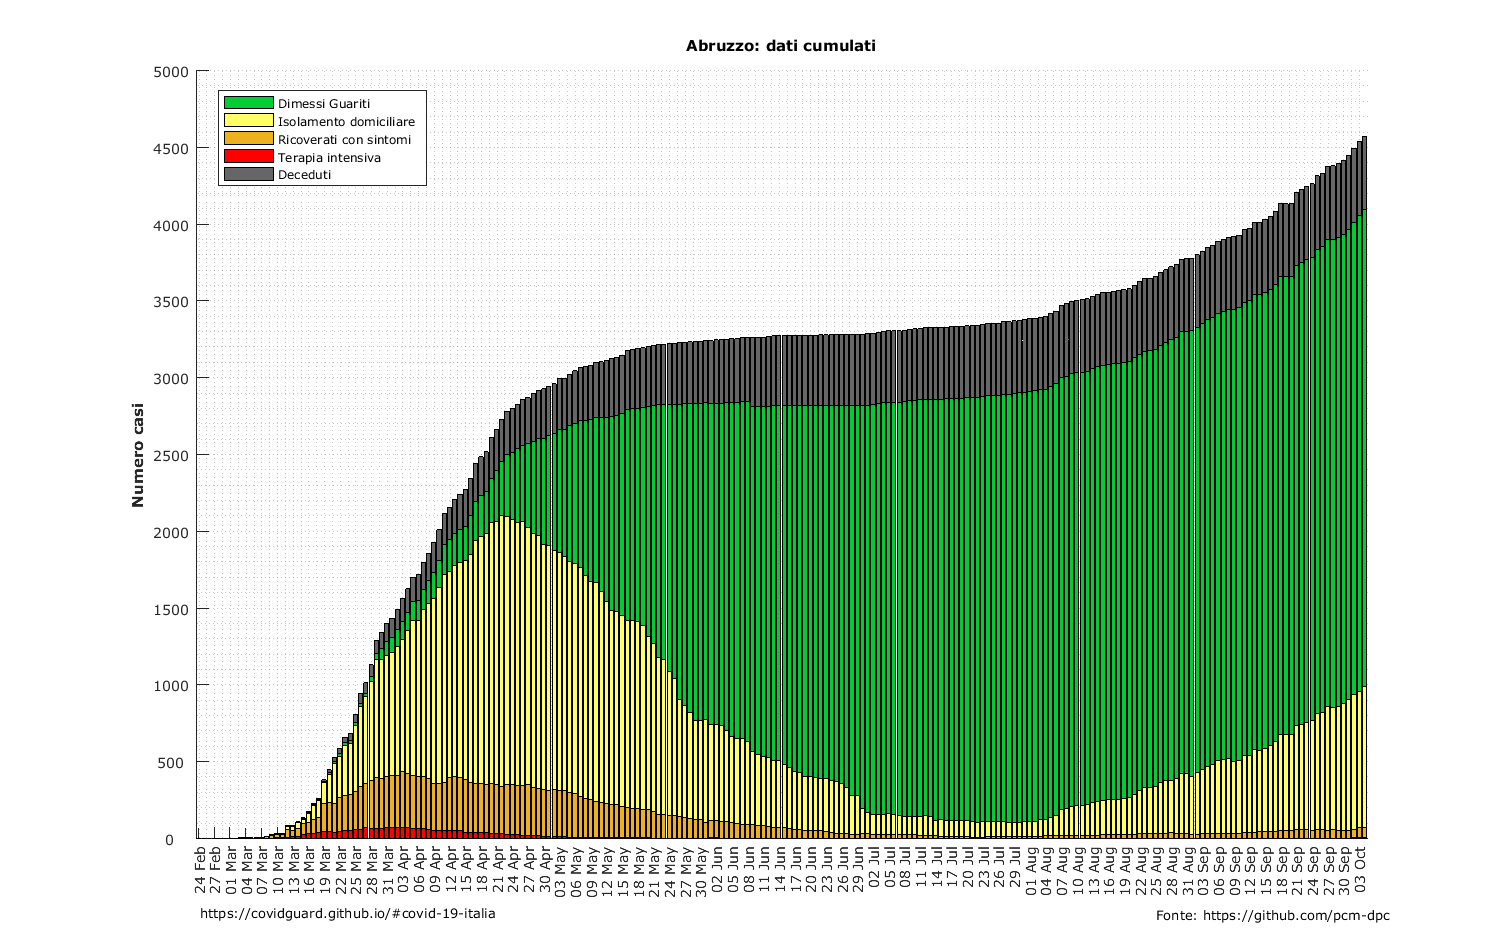 Abruzzo: dati cumulati
5000
4500
4000
3500
3000
2500
2000
1500
1000
500
0
Numero casi
Dimessi Guariti
Isolamento domiciliare
Ricoverati con sintomi
Terapia intensiva
Deceduti
24 Feb
27 Feb
01 Mar
04 Mar
07 Mar
10 Mar
13 Mar
16 Mar
19 Mar
22 Mar
25 Mar
28 Mar
31 Mar
03 Apr
06 Apr
09 Apr
12 Apr
15 Apr
18 Apr
21 Apr
24 Apr
27 Apr
30 Apr
03 May
06 May
09 May
12 May
15 May
18 May
21 May
24 May
27 May
30 May
02 Jun
05 Jun
08 Jun
11 Jun
14 Jun
17 Jun
20 Jun
23 Jun
26 Jun
29 Jun
02 Jul
05 Jul
08 Jul
11 Jul
14 Jul
17 Jul
20 Jul
23 Jul
26 Jul
29 Jul
01 Aug
04 Aug
07 Aug
10 Aug
13 Aug
16 Aug
19 Aug
22 Aug
25 Aug
28 Aug
31 Aug
03 Sep
06 Sep
09 Sep
12 Sep
15 Sep
18 Sep
21 Sep
24 Sep
27 Sep
30 Sep
03 Oct
https://covidguard.github.io/#covid-19-italia
Fonte: https://github.com/pcm-dpc